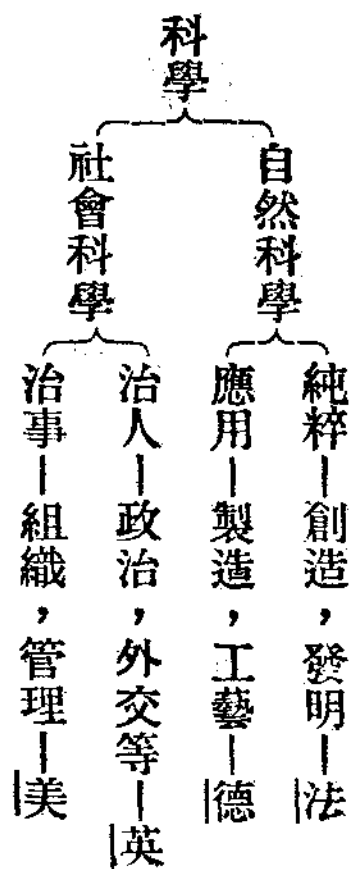 科學
自然科學
純粹—創造，發明—法
應用—製造，工藝—德
社會科學
治人—政治，外交等—英
治事—組織，管理—美